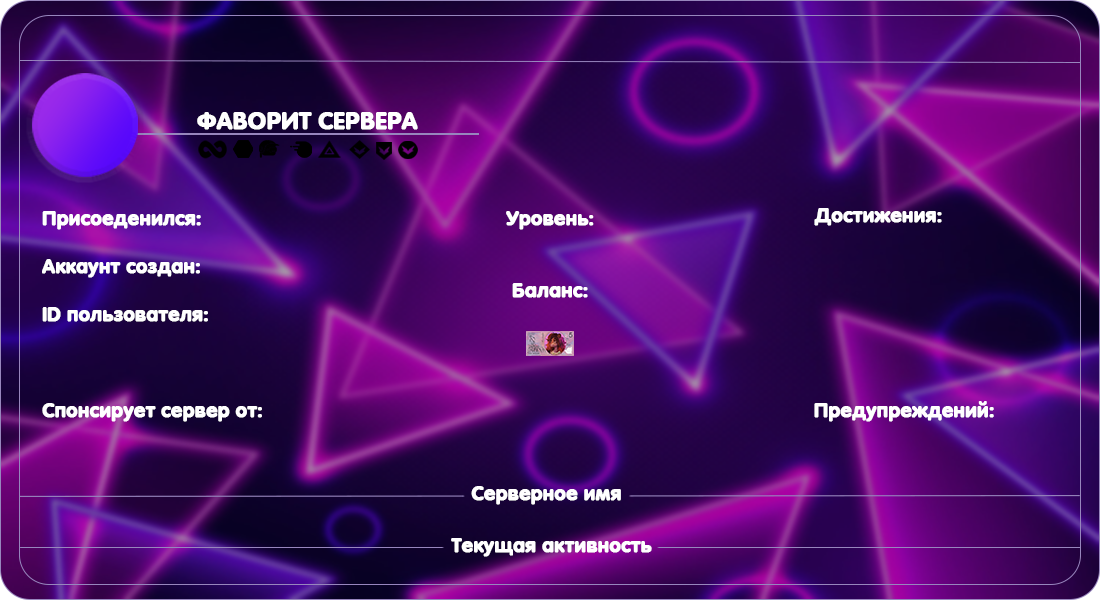 ФАВОРИТ СЕРВЕРА
Присоеденился:
Уровень:
Достижения:
Аккаунт создан:
Баланс:
ID пользователя:
Спонсирует сервер от:
Предупреждений:
Серверное имя
Текущая активность